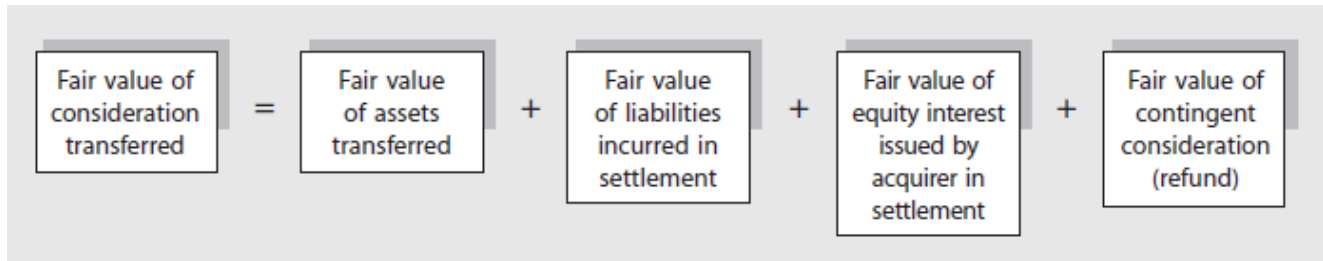 Fair value of
consideration
transferred
=
Fair value
of assets
transferred
+
Fair value
of liabilities
incurred in
settlement
+
Fair value of
equity interest
issued by
acquirer in
settlement
+
Fair value of
contingent
consideration
(refund)